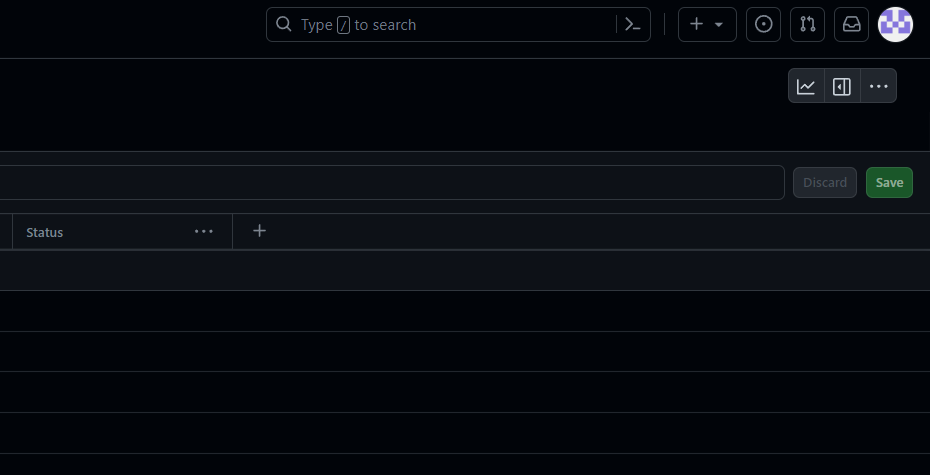 Type / to search
Discard Save
Status